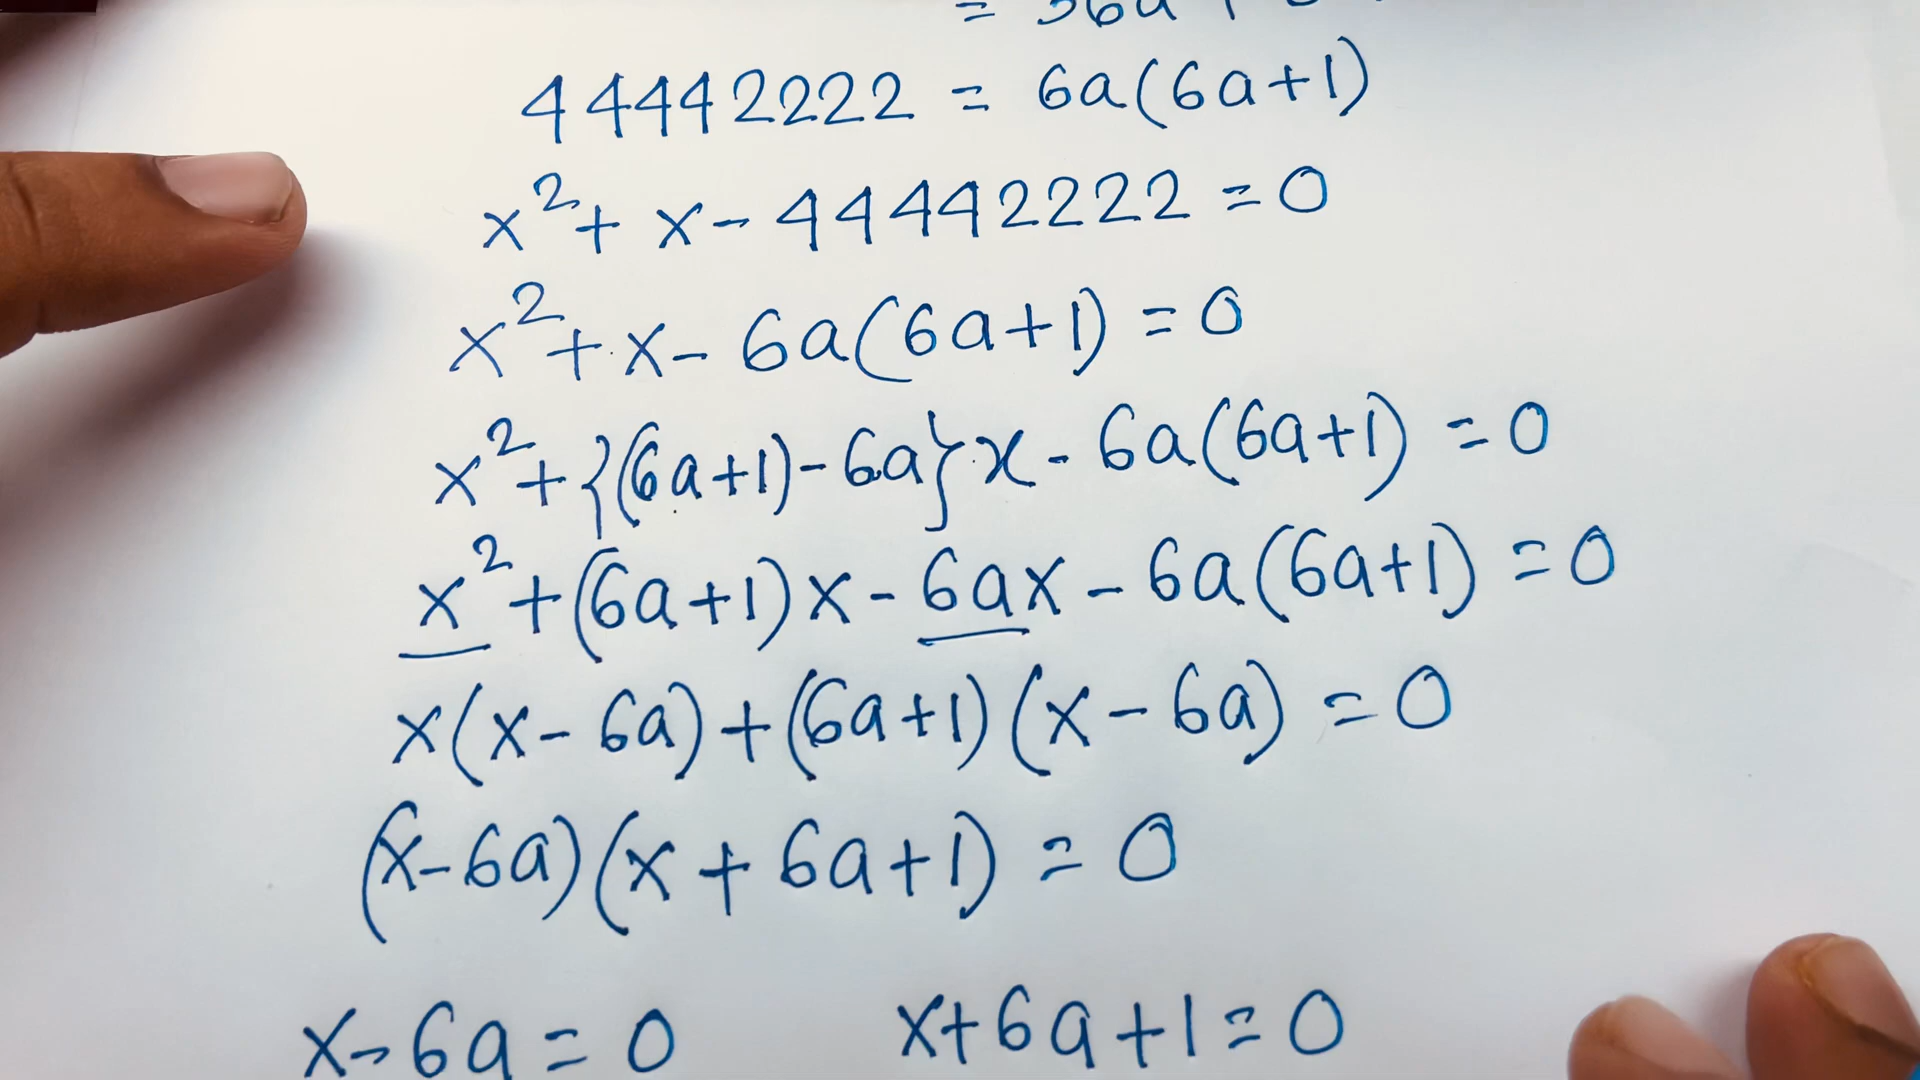 = 36a
44442222 = 6a(6a+1)
x²+ x- 44442222 = 0
x²+x- 6a(6a+1) = 0
x²+{(6a+1)-6a}x - 6a(6a+1) = 0
x²+(6a+1)x - 6ax - 6a(6a+1) = 0
x(x-6a)+(6a+1)(x-6a) = 0
(x-6a)(x+6a+1) = 0
x-6a = 0 x+6a+1 = 0